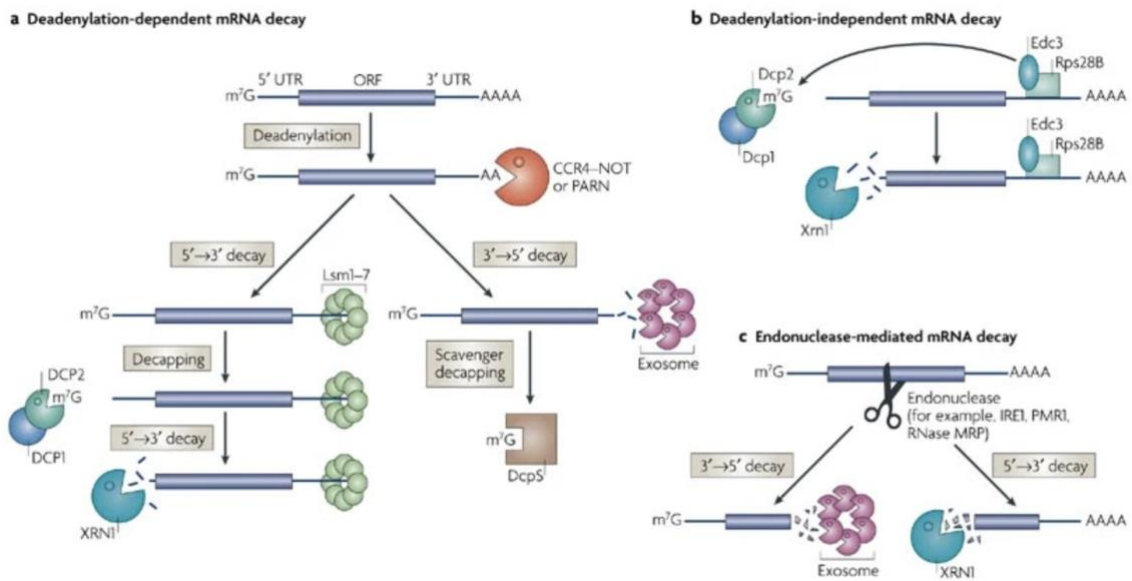 a Deadenylation-dependent mRNA decay
5′ UTR ORF 3′ UTR
m⁷G AAAA
Deadenylation
m⁷G AA
CCR4–NOT
or PARN
5′→3′ decay
3′→5′ decay
Lsm1–7
m⁷G
m⁷G
Exosome
Decapping
Scavenger
decapping
DCP2
m⁷G
DCP1
5′→3′ decay
m⁷G
DcpS
XRN1
b Deadenylation-independent mRNA decay
Edc3
Rps28B
Dcp2
m⁷G
AAAA
Dcp1
Edc3
Rps28B
AAAA
Xrn1
c Endonuclease-mediated mRNA decay
m⁷G AAAA
Endonuclease
(for example, IRE1, PMR1,
RNase MRP)
3′→5′ decay
5′→3′ decay
m⁷G
AAAA
Exosome
XRN1